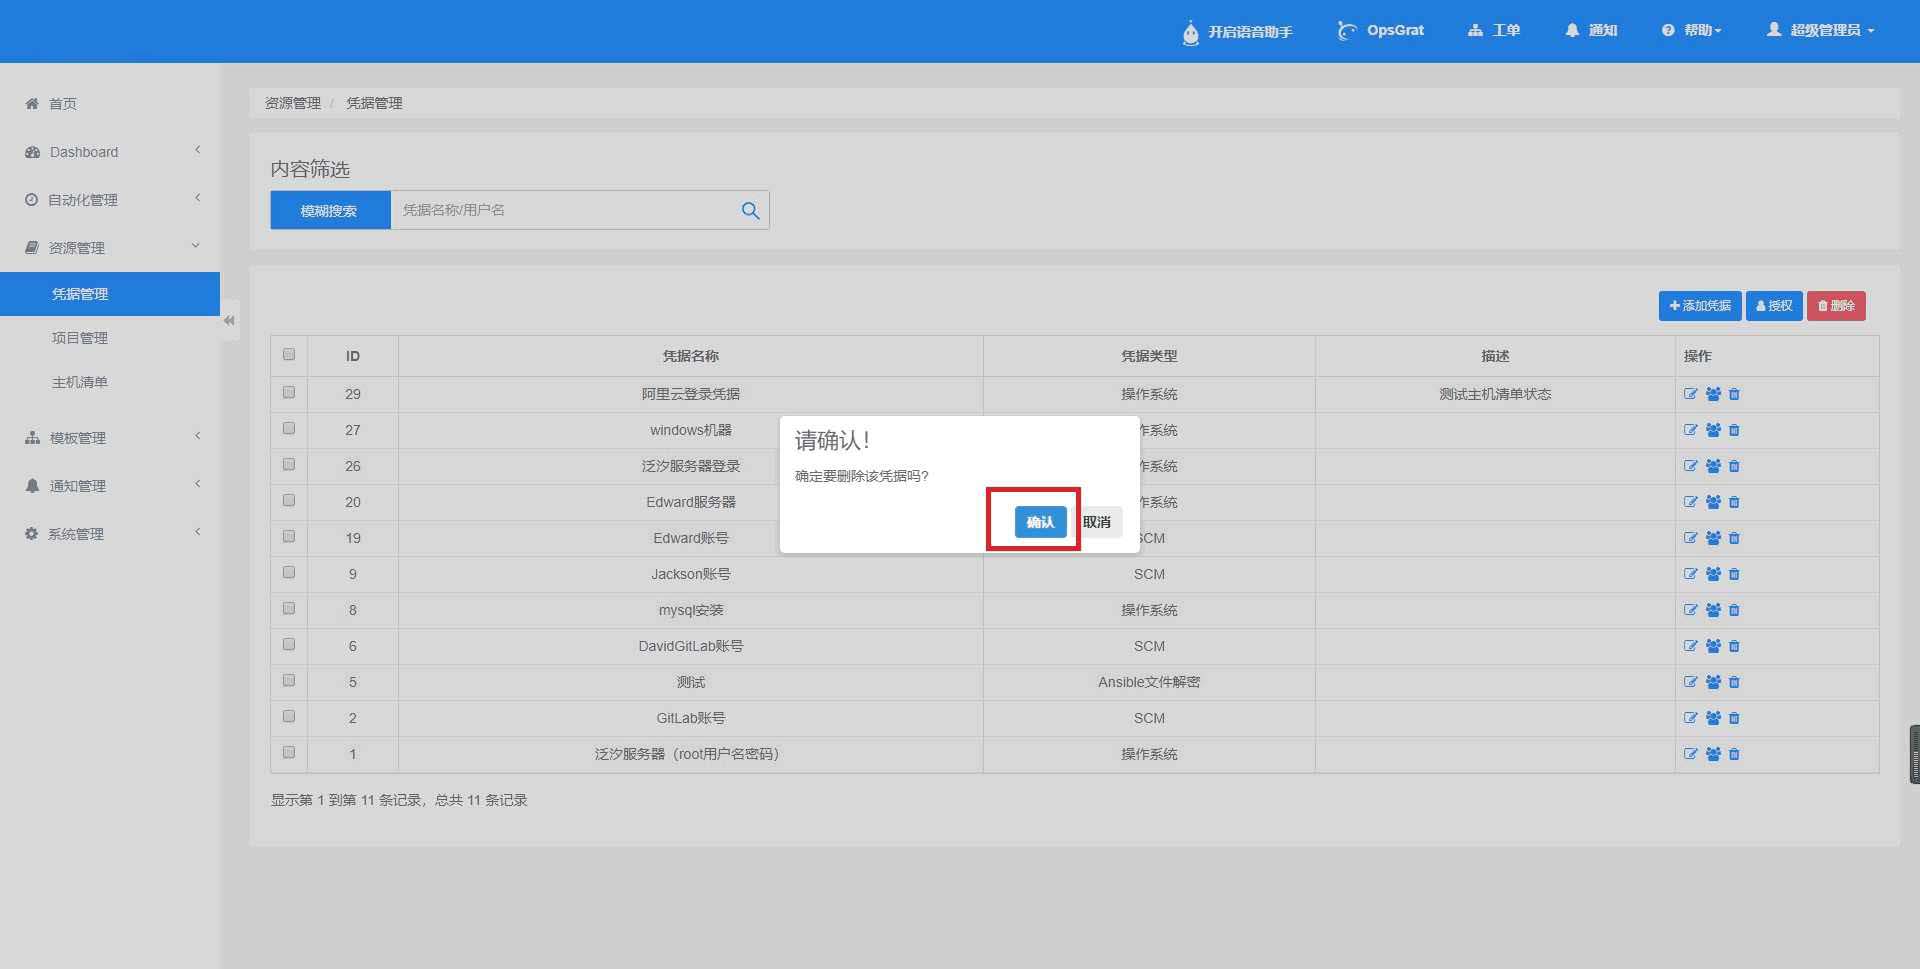 开启语音助手 OpsGrat 工单 通知 帮助 超级管理员
首页
Dashboard
自动化管理
资源管理
凭据管理
项目管理
主机清单
模板管理
通知管理
系统管理
资源管理 / 凭据管理
内容筛选
模糊搜索 凭据名称/用户名
添加凭据 授权 删除
ID 凭据名称 凭据类型 描述 操作
29 阿里云登录凭据 操作系统 测试主机清单状态
27 windows机器 作系统
26 泛汐服务器登录 作系统
20 Edward服务器 作系统
19 Edward账号 SCM
9 Jackson账号 SCM
8 mysql安装 操作系统
6 DavidGitLab账号 SCM
5 测试 Ansible文件解密
2 GitLab账号 SCM
1 泛汐服务器（root用户名密码） 操作系统
显示第 1 到第 11 条记录，总共 11 条记录
请确认！
确定要删除该凭据吗?
确认 取消